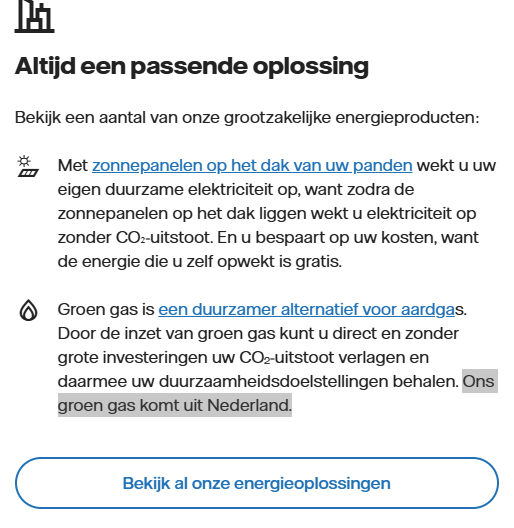 Altijd een passende oplossing
Bekijk een aantal van onze grootzakelijke energieproducten:
Met zonnepanelen op het dak van uw panden wekt u uw
eigen duurzame elektriciteit op, want zodra de
zonnepanelen op het dak liggen wekt u elektriciteit op
zonder CO₂-uitstoot. En u bespaart op uw kosten, want
de energie die u zelf opwekt is gratis.
Groen gas is een duurzamer alternatief voor aardgas.
Door de inzet van groen gas kunt u direct en zonder
grote investeringen uw CO₂-uitstoot verlagen en
daarmee uw duurzaamheidsdoelstellingen behalen. Ons
groen gas komt uit Nederland.
Bekijk al onze energieoplossingen